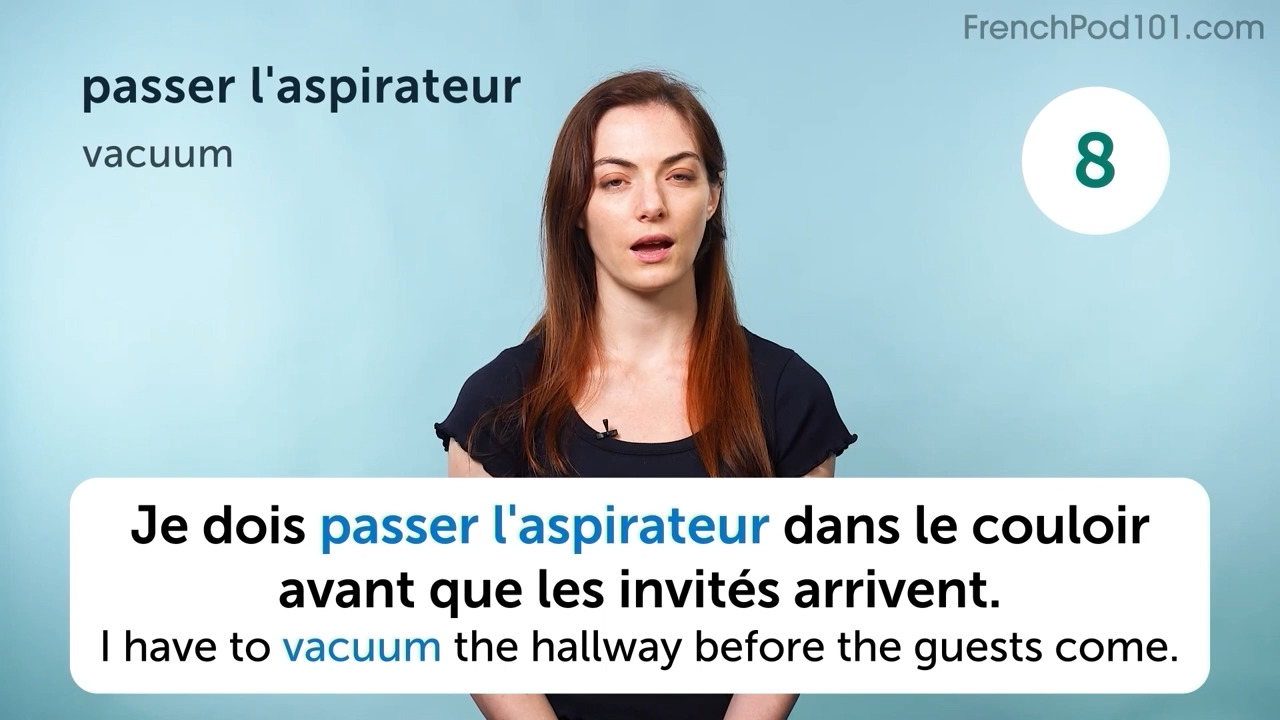 FrenchPod101.com
passer l'aspirateur
vacuum
8
Je dois passer l'aspirateur dans le couloir
avant que les invités arrivent.
I have to vacuum the hallway before the guests come.